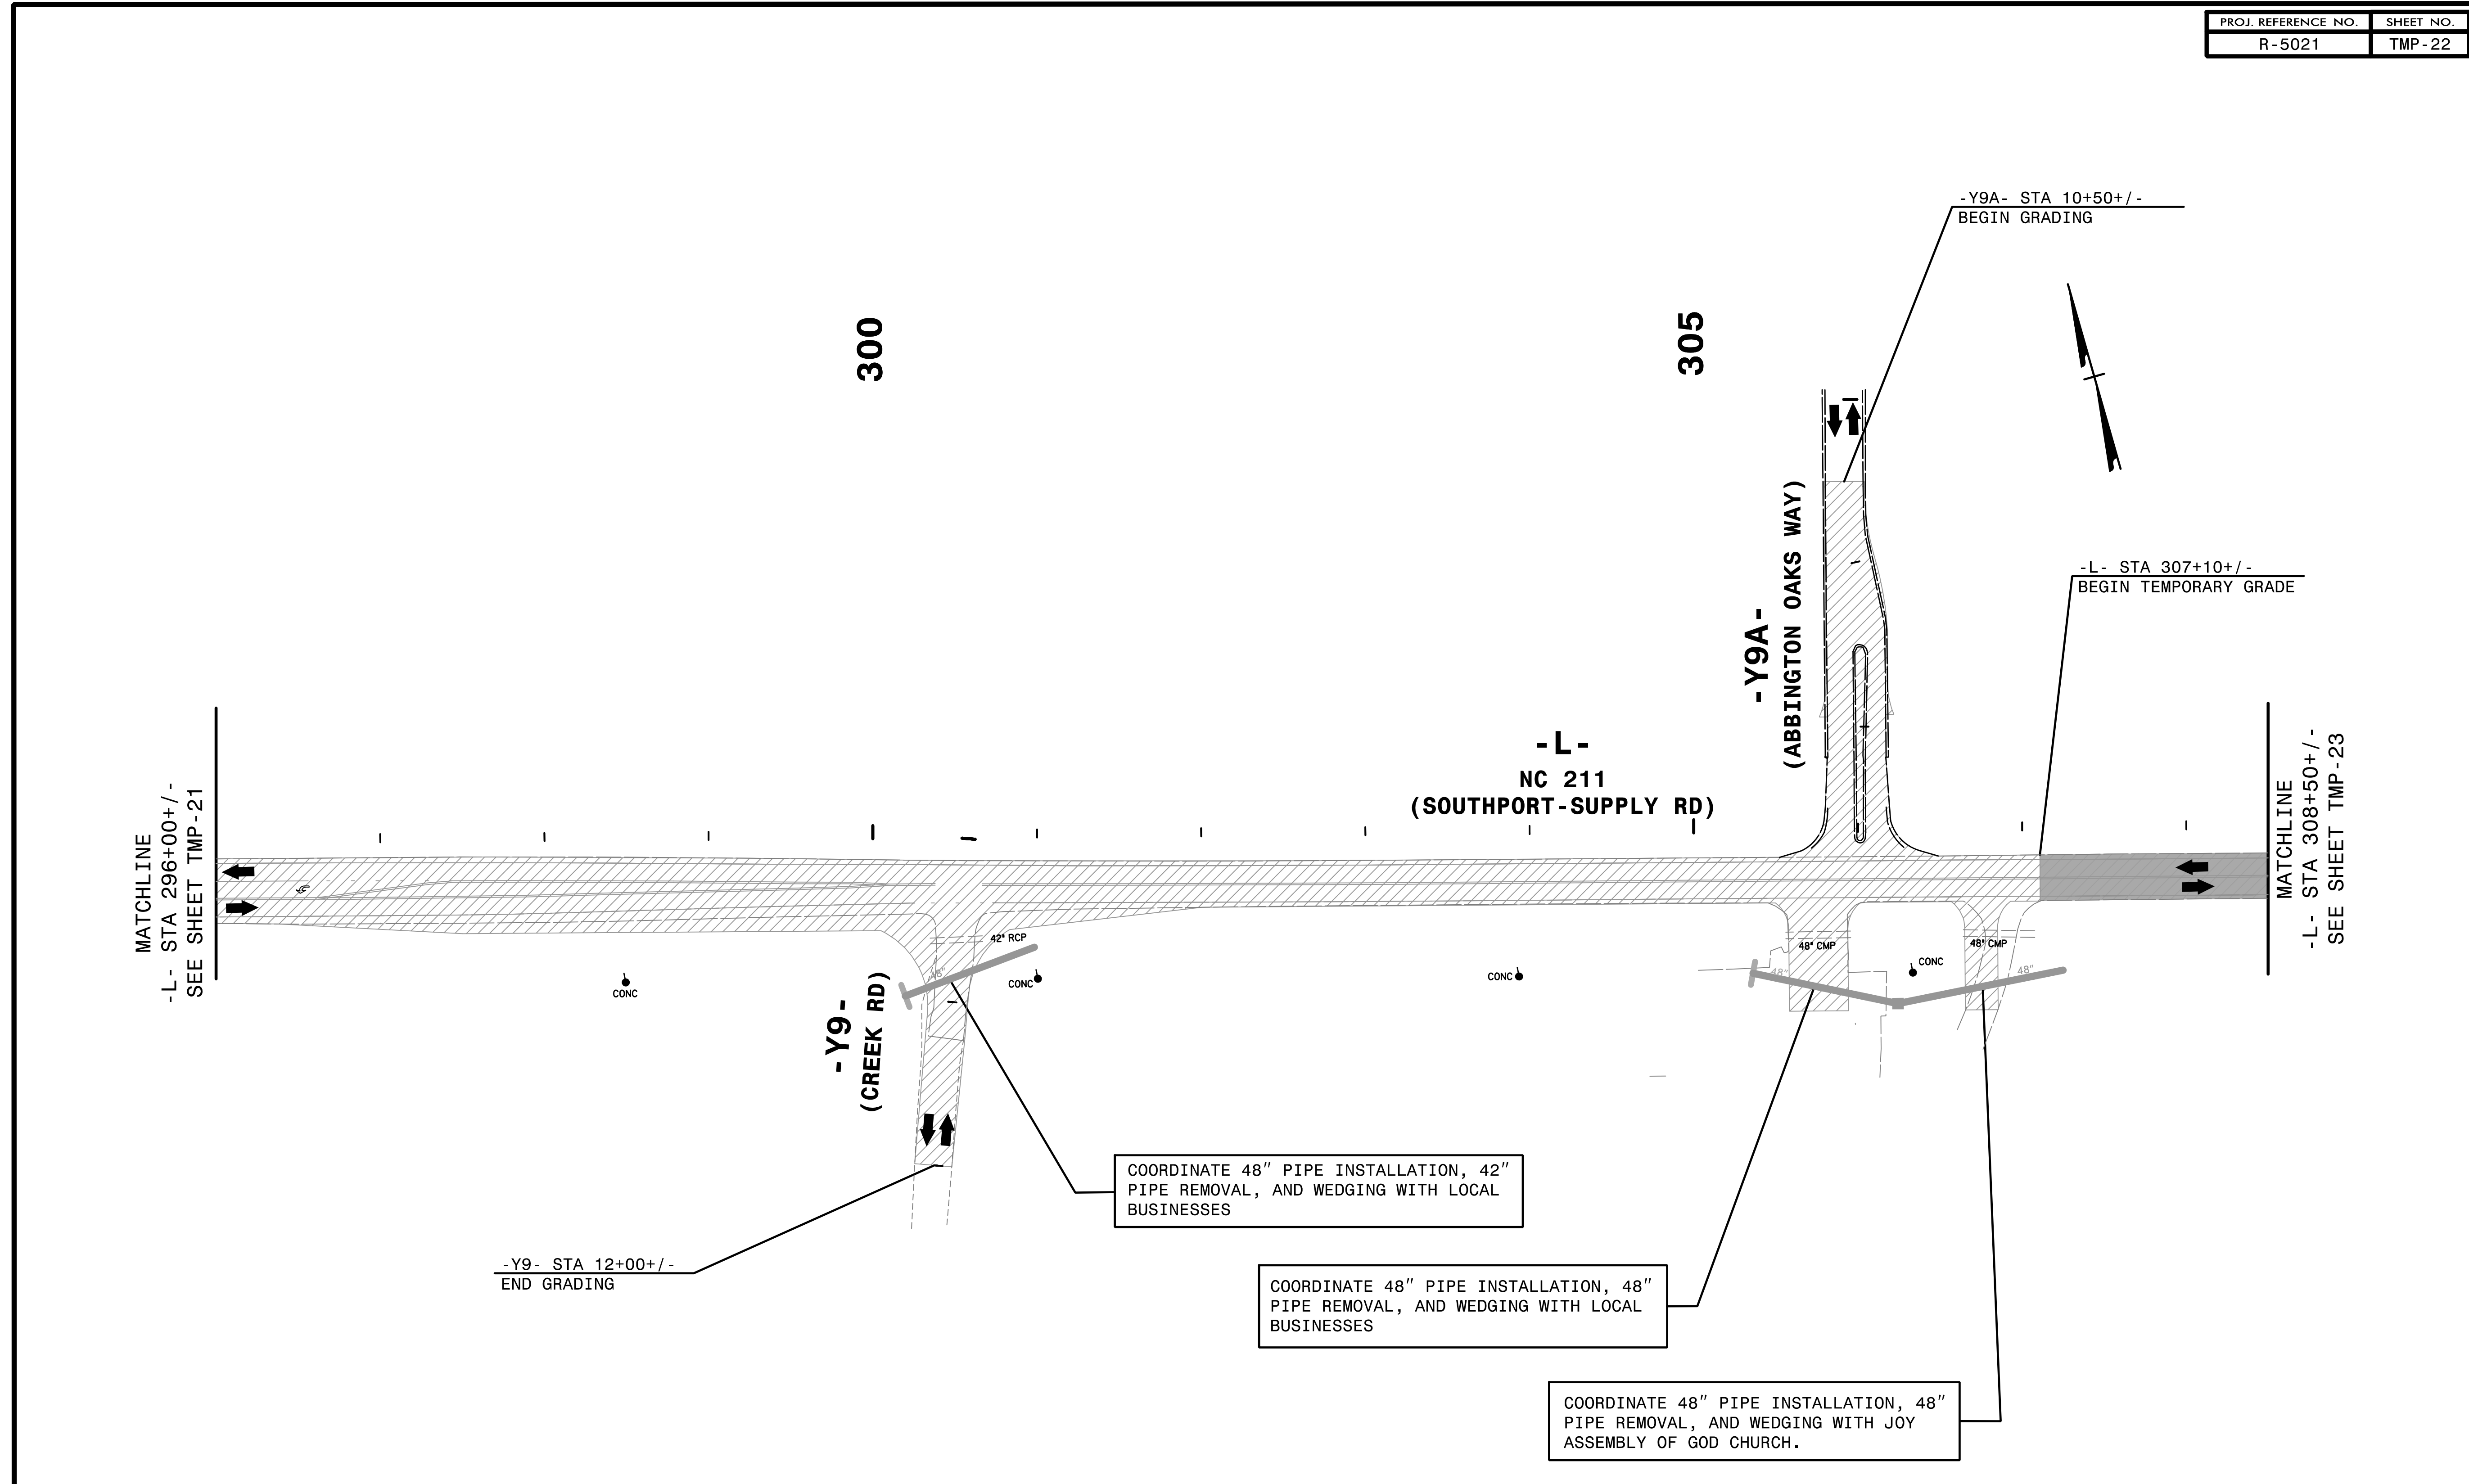 PROJ. REFERENCE NO. SHEET NO.
R-5021 TMP-22
-Y9A- STA 10+50+/-
BEGIN GRADING
300
305
-L- STA 307+10+/-
BEGIN TEMPORARY GRADE
-Y9A-
(ABBINGTON OAKS WAY)
-L-
NC 211
(SOUTHPORT-SUPPLY RD)
MATCHLINE
-L- STA 296+00+/-
SEE SHEET TMP-21
MATCHLINE
-L- STA 308+50+/-
SEE SHEET TMP-23
42" RCP
48"
CONC
CONC
CONC
48" CMP
48"
CONC
48" CMP
48"
-Y9-
(CREEK RD)
COORDINATE 48" PIPE INSTALLATION, 42"
PIPE REMOVAL, AND WEDGING WITH LOCAL
BUSINESSES
-Y9- STA 12+00+/-
END GRADING
COORDINATE 48" PIPE INSTALLATION, 48"
PIPE REMOVAL, AND WEDGING WITH LOCAL
BUSINESSES
COORDINATE 48" PIPE INSTALLATION, 48"
PIPE REMOVAL, AND WEDGING WITH JOY
ASSEMBLY OF GOD CHURCH.